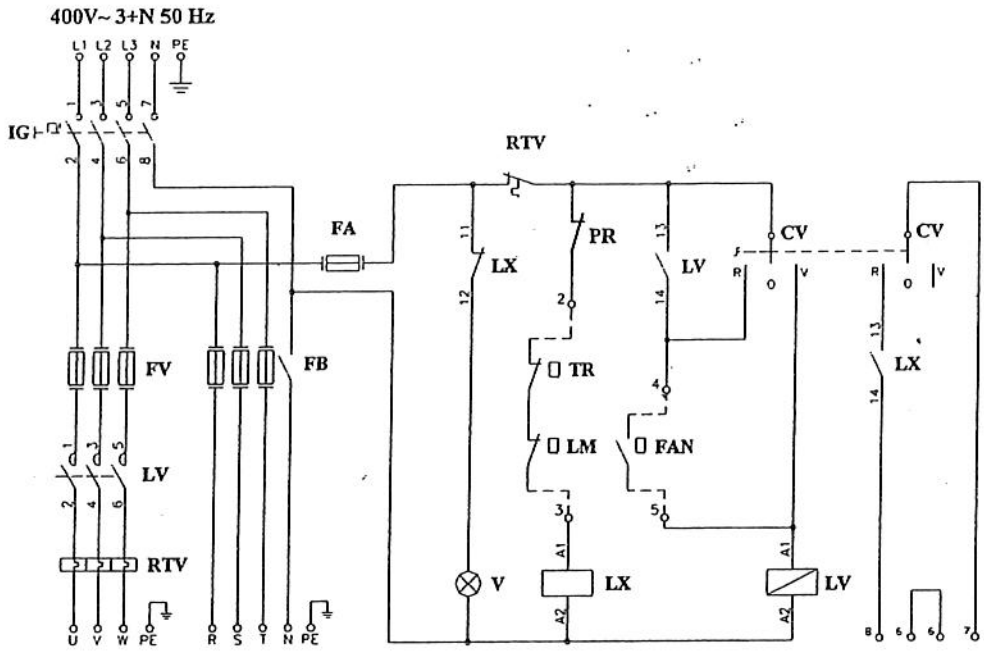 400V~ 3+N 50 Hz
L1 L2 L3 N PE
1 3 5 7
IG
2 4 6 8
RTV
FA
11
LX
12
PR
13
LV
14
CV
R O V
CV
R O V
2
13
LX
14
FV
FB
TR
4
LM
FAN
1 3 5
LV
2 4 6
3
5
RTV
A1
LX
A2
V
A1
LV
A2
U V W PE
R S T N PE
8 6 6 7